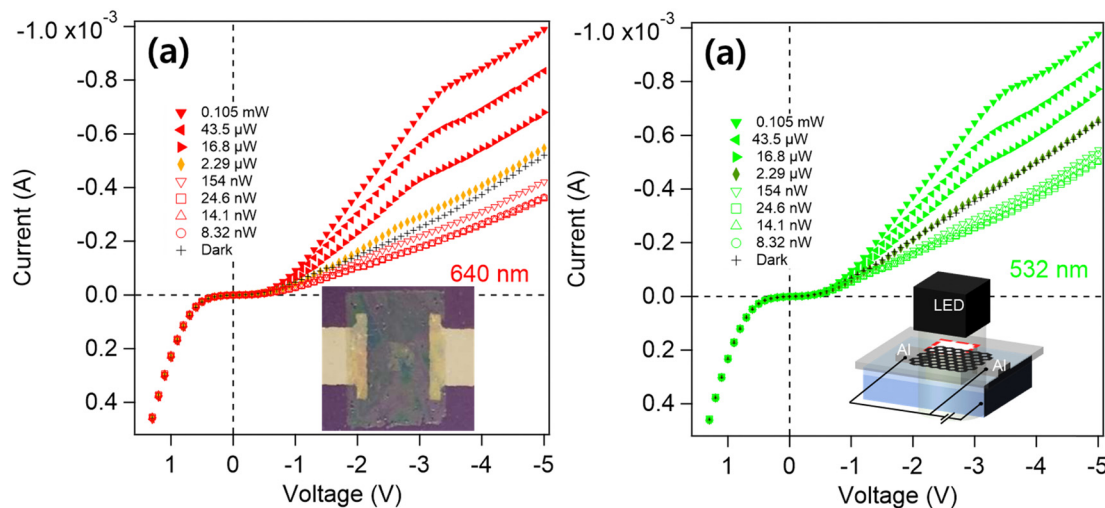 -1.0 x10⁻³
(a)
-0.8
-0.6
-0.4
-0.2
0.0
0.2
0.4
Current (A)
0.105 mW
43.5 µW
16.8 µW
2.29 µW
154 nW
24.6 nW
14.1 nW
8.32 nW
Dark
640 nm
1 0 -1 -2 -3 -4 -5
Voltage (V)
-1.0 x10⁻³
(a)
-0.8
-0.6
-0.4
-0.2
0.0
0.2
0.4
Current (A)
0.105 mW
43.5 µW
16.8 µW
2.29 µW
154 nW
24.6 nW
14.1 nW
8.32 nW
Dark
532 nm
LED
Al
Al
1 0 -1 -2 -3 -4 -5
Voltage (V)